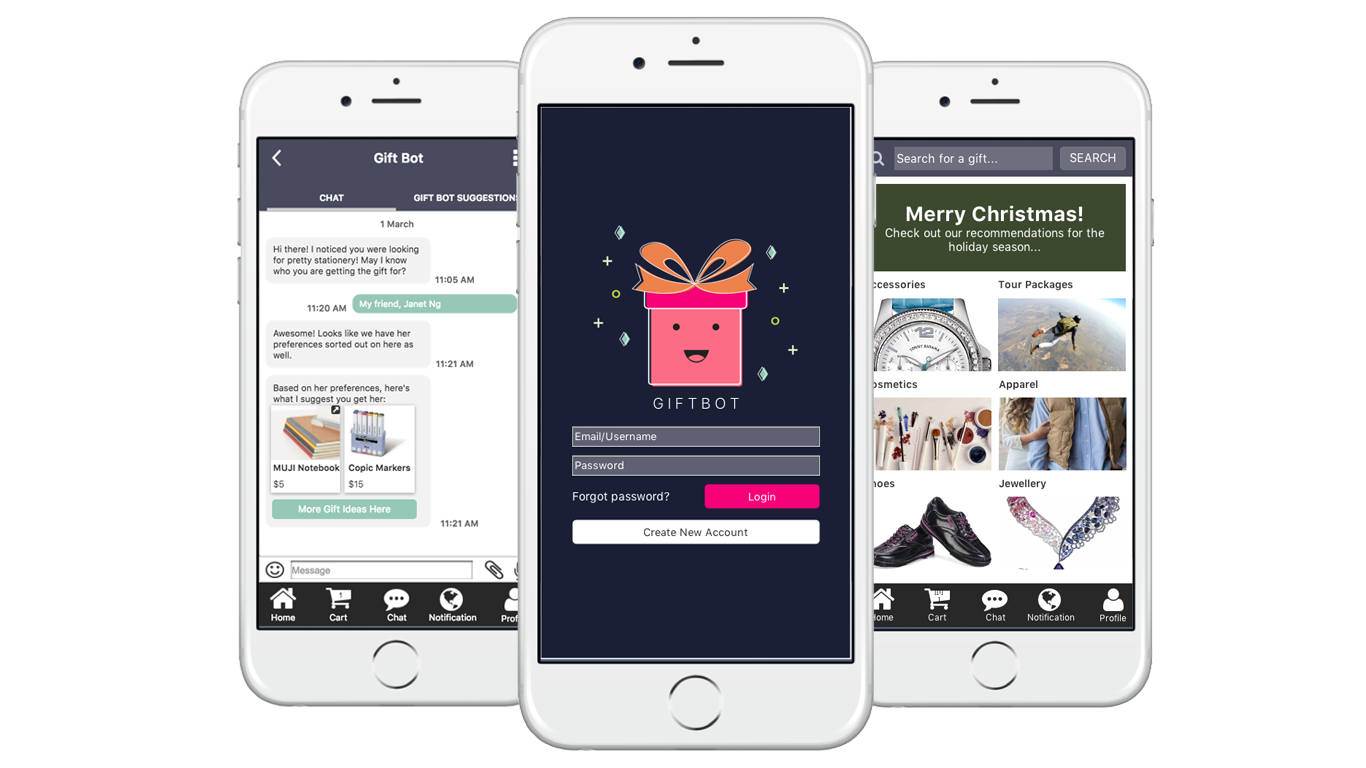 Gift Bot
CHAT
GIFT BOT SUGGESTION
1 March
Hi there! I noticed you were looking
for pretty stationery! May I know
who you are getting the gift for?
11:05 AM
11:20 AM
My friend, Janet Ng
Awesome! Looks like we have her
preferences sorted out on here as
well.
11:21 AM
Based on her preferences, here's
what I suggest you get her:
MUJI Notebook
Copic Markers
$5
$15
More Gift Ideas Here
11:21 AM
Message
1
Home
Cart
Chat
Notification
Prof
GIFTBOT
Email/Username
Password
Forgot password?
Login
Create New Account
Search for a gift...
SEARCH
Merry Christmas!
Check out our recommendations for the
holiday season...
ccessories
Tour Packages
12
TOMMY BAHAMA
osmetics
Apparel
hoes
Jewellery
1
ome
Cart
Chat
Notification
Profile